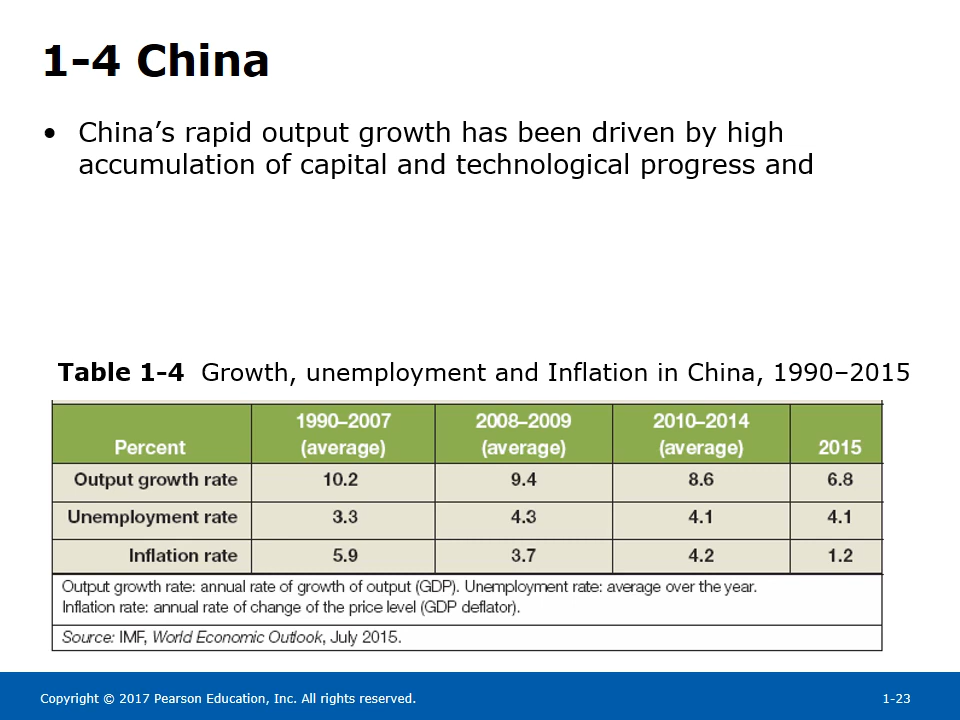 1-4 China
• China’s rapid output growth has been driven by high
accumulation of capital and technological progress and
Table 1-4 Growth, unemployment and Inflation in China, 1990–2015
Percent 1990–2007 (average) 2008–2009 (average) 2010–2014 (average) 2015
Output growth rate 10.2 9.4 8.6 6.8
Unemployment rate 3.3 4.3 4.1 4.1
Inflation rate 5.9 3.7 4.2 1.2
Output growth rate: annual rate of growth of output (GDP). Unemployment rate: average over the year.
Inflation rate: annual rate of change of the price level (GDP deflator).
Source: IMF, World Economic Outlook, July 2015.
Copyright © 2017 Pearson Education, Inc. All rights reserved. 1-23